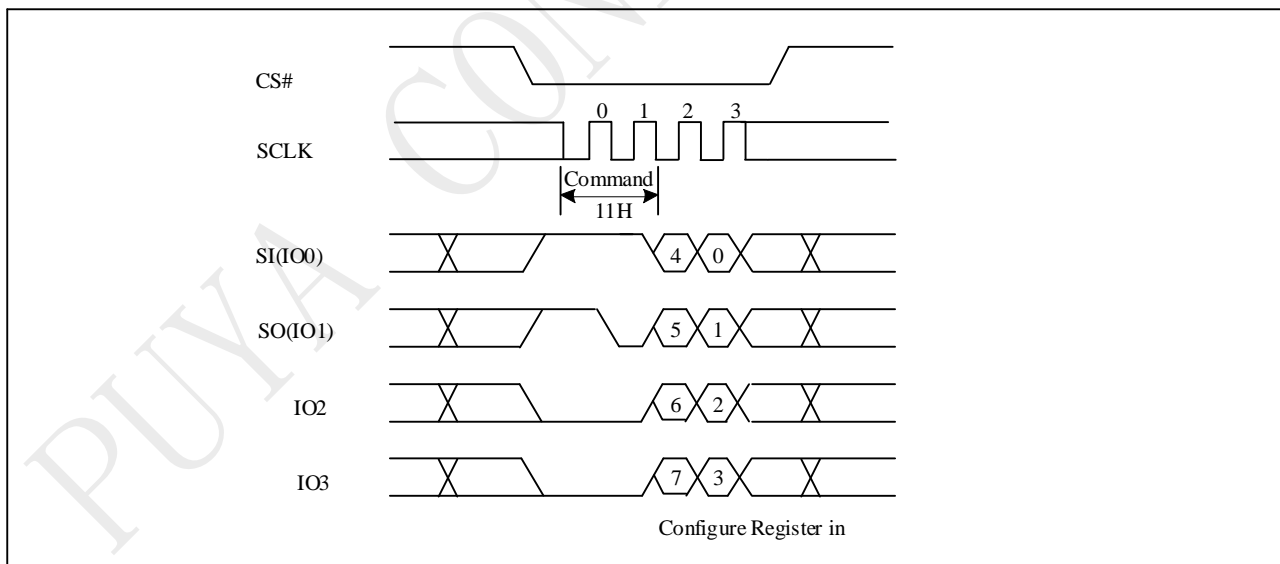 PUYA CON
CS#
0 1 2 3
SCLK
Command
11H
SI(IO0)
4 0
SO(IO1)
5 1
IO2
6 2
IO3
7 3
Configure Register in